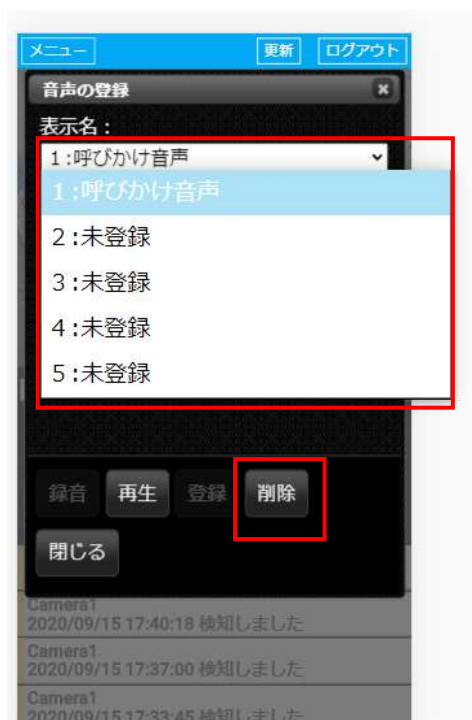 メニュー 更新 ログアウト
音声の登録
表示名：
1:呼びかけ音声
1:呼びかけ音声
2:未登録
3:未登録
4:未登録
5:未登録
録音 再生 登録 削除
閉じる
Camera1
2020/09/15 17:40:18 検知しました
Camera1
2020/09/15 17:37:00 検知しました
Camera1
2020/09/15 17:33:45 検知しました